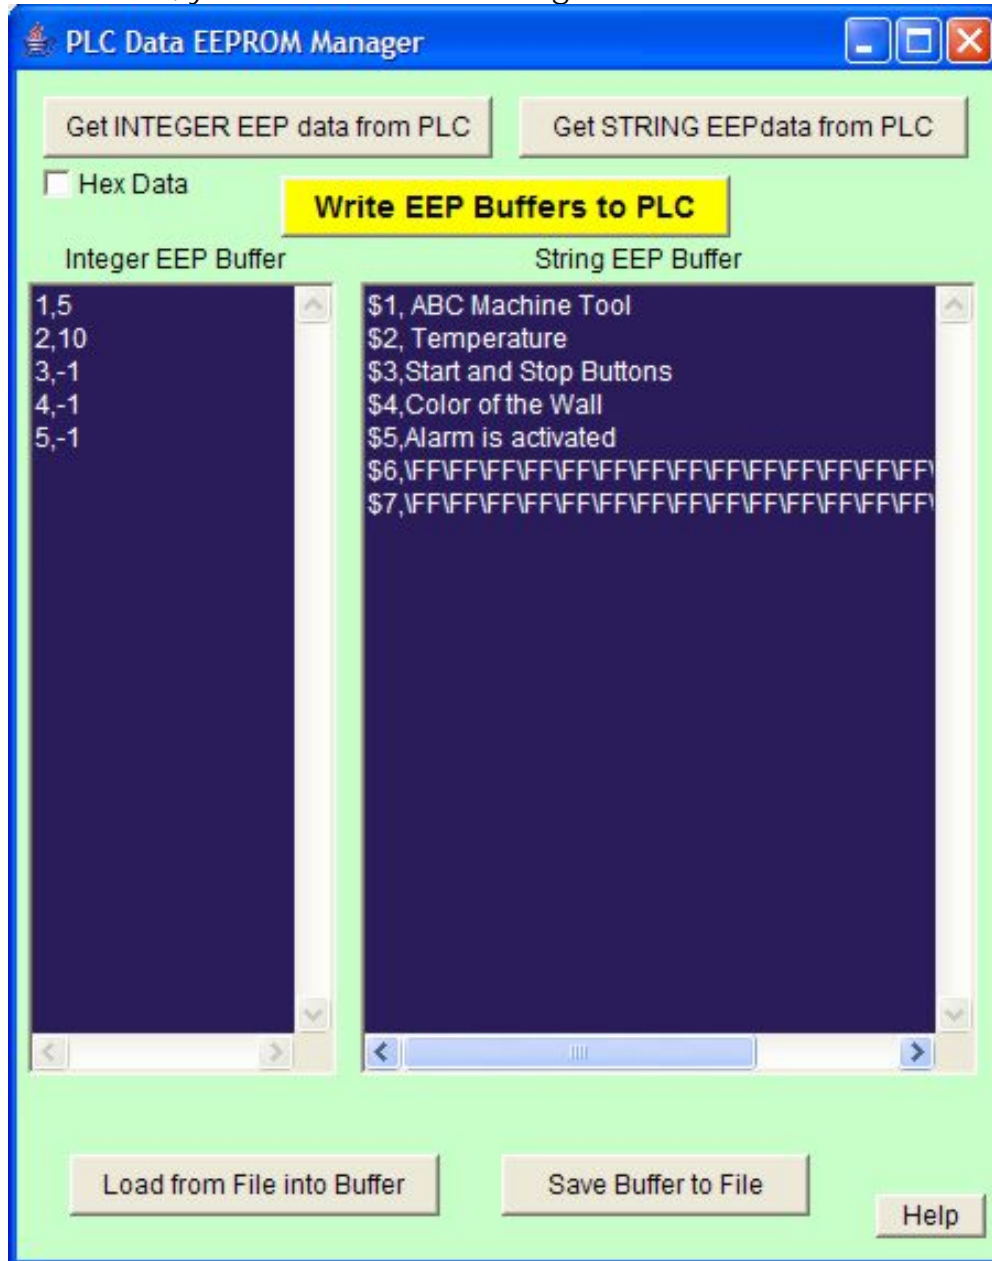 PLC Data EEPROM Manager
Get INTEGER EEP data from PLC
Get STRING EEPdata from PLC
Hex Data
Write EEP Buffers to PLC
Integer EEP Buffer
String EEP Buffer
1,5
2,10
3,-1
4,-1
5,-1
$1, ABC Machine Tool
$2, Temperature
$3,Start and Stop Buttons
$4,Color of the Wall
$5,Alarm is activated
$6,\FF\FF\FF\FF\FF\FF\FF\FF\FF\FF\FF\FF\FF\
$7,\FF\FF\FF\FF\FF\FF\FF\FF\FF\FF\FF\FF\FF\
Load from File into Buffer
Save Buffer to File
Help